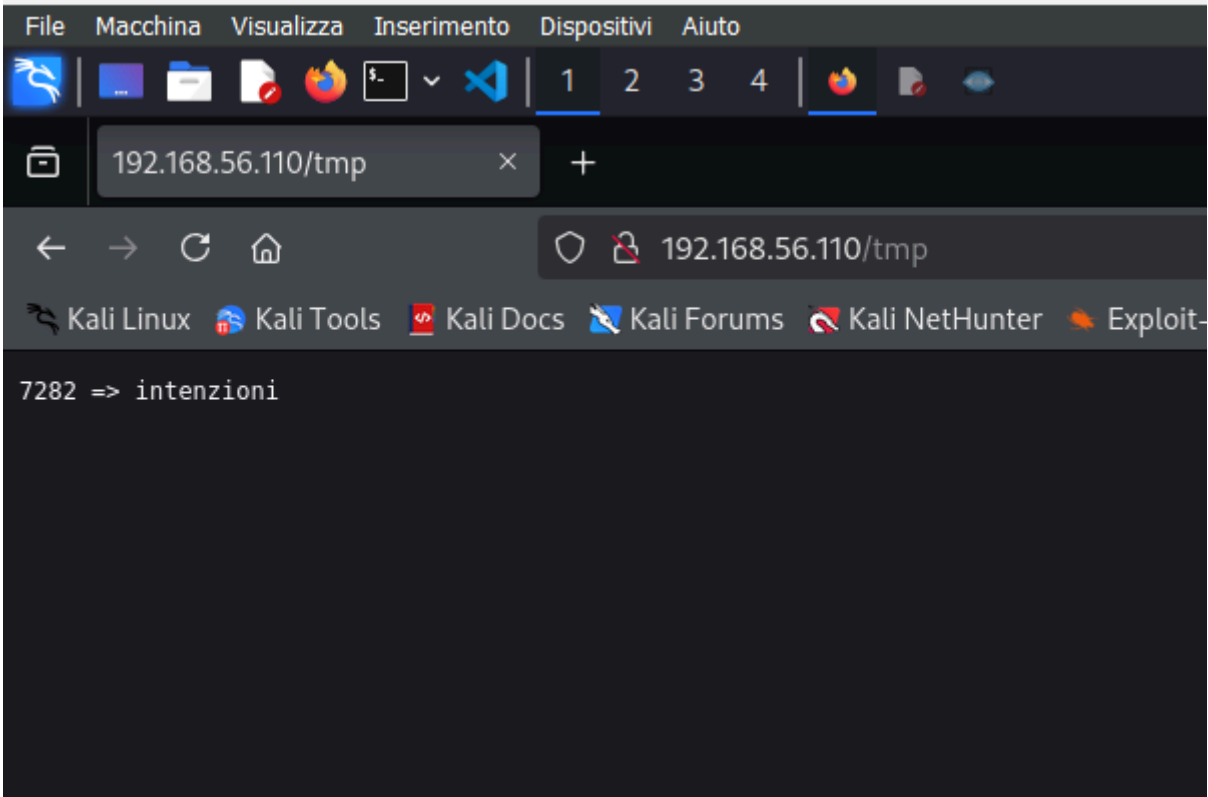 File Macchina Visualizza Inserimento Dispositivi Aiuto
1 2 3 4
192.168.56.110/tmp
192.168.56.110/tmp
Kali Linux Kali Tools Kali Docs Kali Forums Kali NetHunter Exploit-
7282 => intenzioni